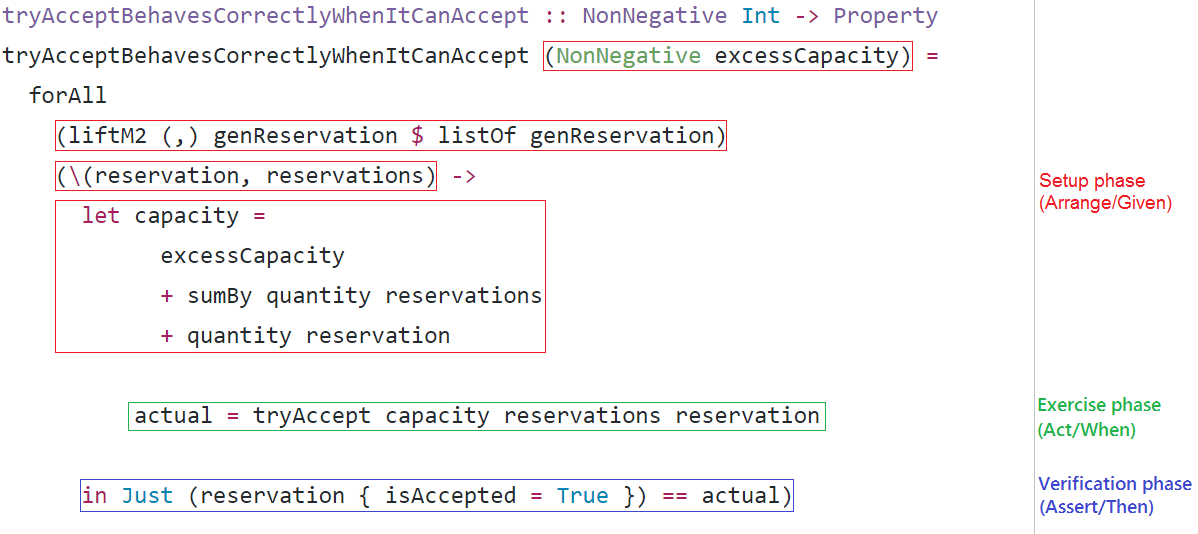 tryAcceptBehavesCorrectlyWhenItCanAccept :: NonNegative Int -> Property
tryAcceptBehavesCorrectlyWhenItCanAccept (NonNegative excessCapacity) =
  forAll
    (liftM2 (,) genReservation $ listOf genReservation)
    (\(reservation, reservations) ->
      let capacity =
            excessCapacity
            + sumBy quantity reservations
            + quantity reservation
          actual = tryAccept capacity reservations reservation
      in Just (reservation { isAccepted = True }) == actual)
Setup phase
(Arrange/Given)
Exercise phase
(Act/When)
Verification phase
(Assert/Then)